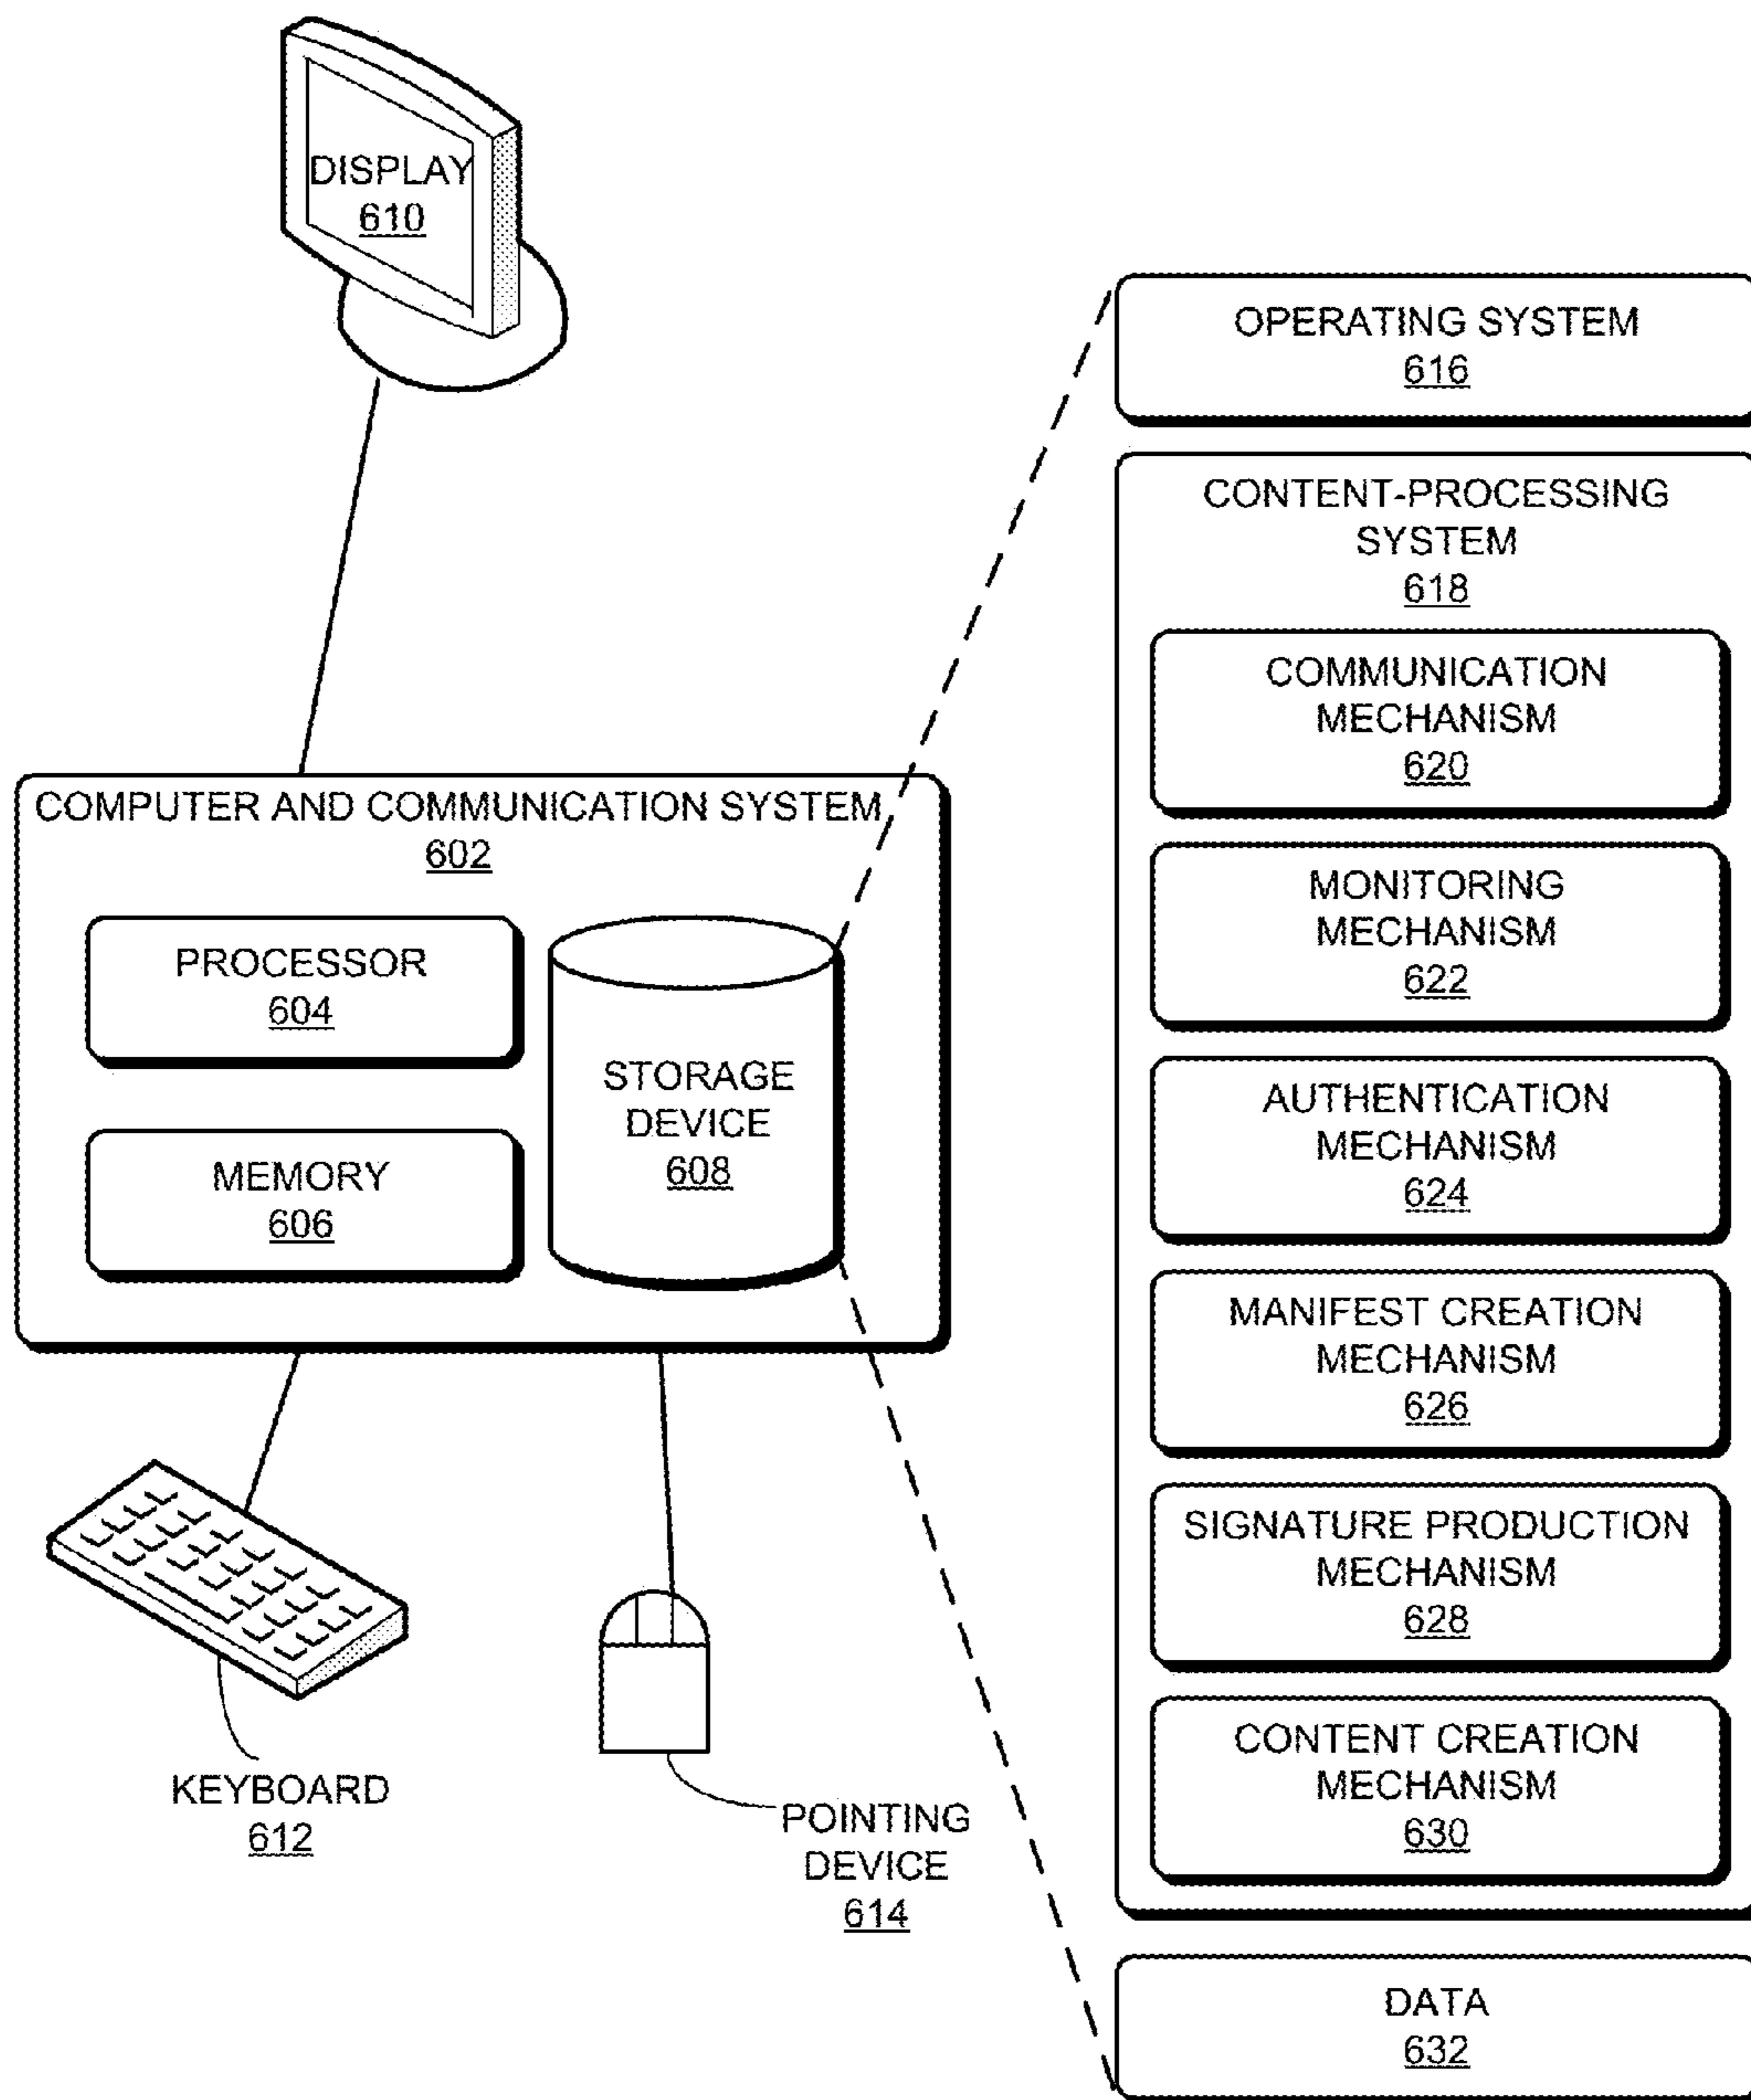 DISPLAY
610
COMPUTER AND COMMUNICATION SYSTEM
602
PROCESSOR
604
MEMORY
606
STORAGE
DEVICE
608
KEYBOARD
612
POINTING
DEVICE
614
OPERATING SYSTEM
616
CONTENT-PROCESSING
SYSTEM
618
COMMUNICATION
MECHANISM
620
MONITORING
MECHANISM
622
AUTHENTICATION
MECHANISM
624
MANIFEST CREATION
MECHANISM
626
SIGNATURE PRODUCTION
MECHANISM
628
CONTENT CREATION
MECHANISM
630
DATA
632